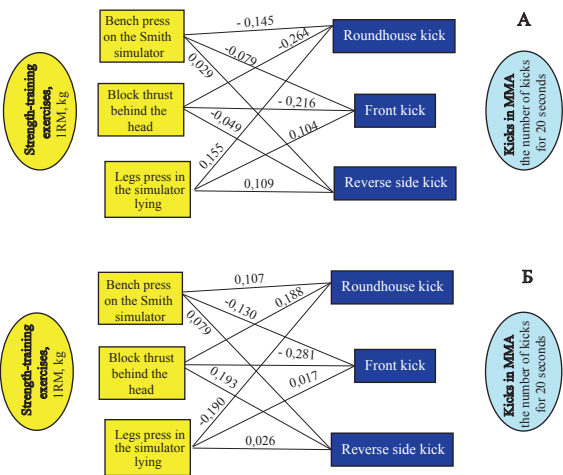 A
Strength-training
exercises,
1RM, kg
Bench press
on the Smith
simulator
Block thrust
behind the
head
Legs press in
the simulator
lying
- 0,145
-0,079
0,029
-0,264
- 0,216
-0,049
0,155
0,104
0,109
Roundhouse kick
Front kick
Reverse side kick
Kicks in MMA
the number of kicks
for 20 seconds
Б
Strength-training
exercises,
1RM, kg
Bench press
on the Smith
simulator
Block thrust
behind the
head
Legs press in the
simulator
lying
0,107
-0,130
0,079
0,188
- 0,281
0,193
-0,190
0,017
0,026
Roundhouse kick
Front kick
Reverse side kick
Kicks in MMA
the number of kicks
for 20 seconds